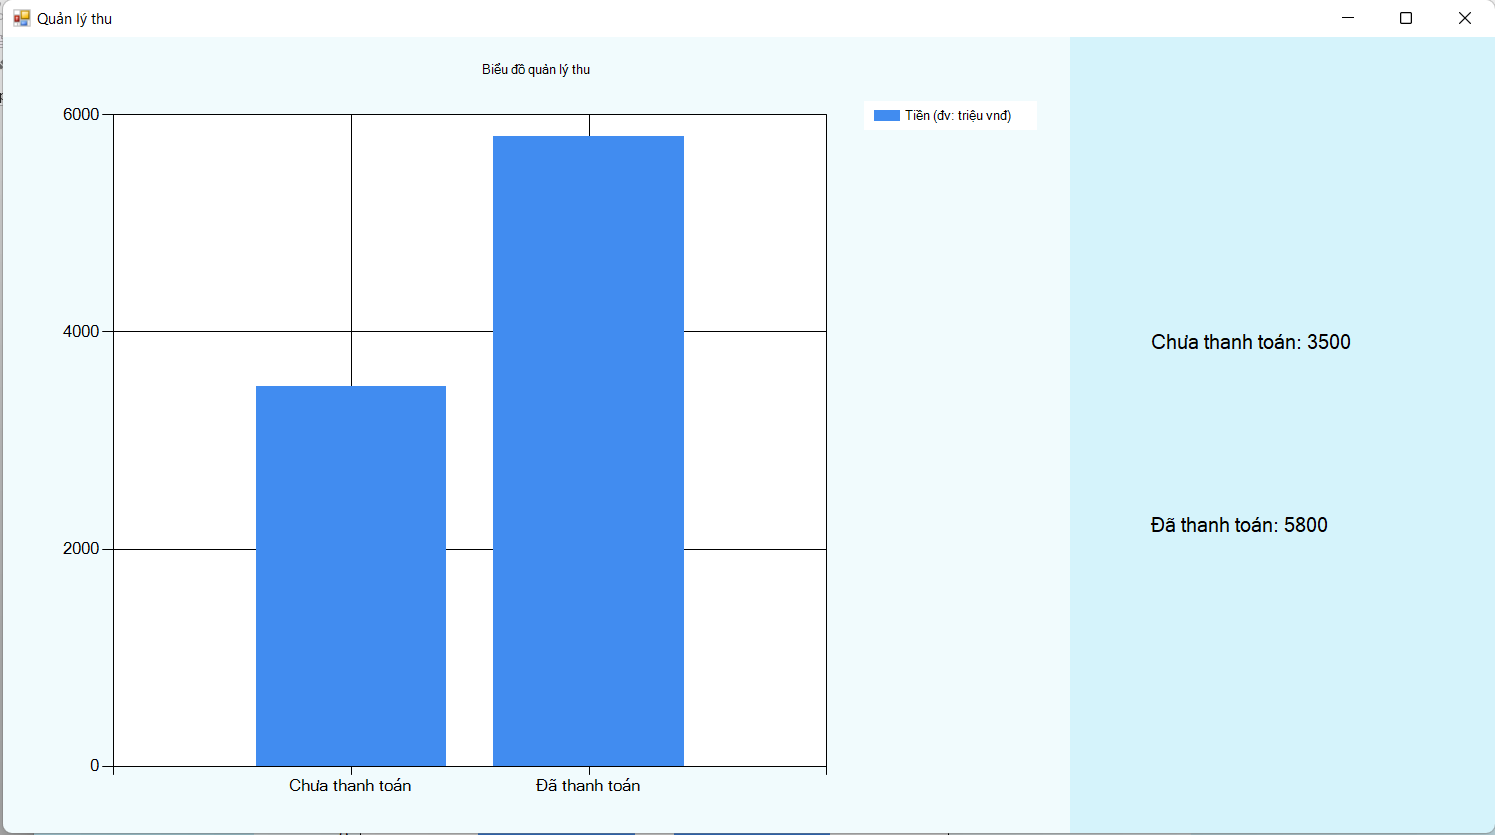 Quản lý thu
Biểu đồ quản lý thu
6000
4000
2000
0
Chưa thanh toán
Đã thanh toán
Tiền (đv: triệu vnđ)
Chưa thanh toán: 3500
Đã thanh toán: 5800